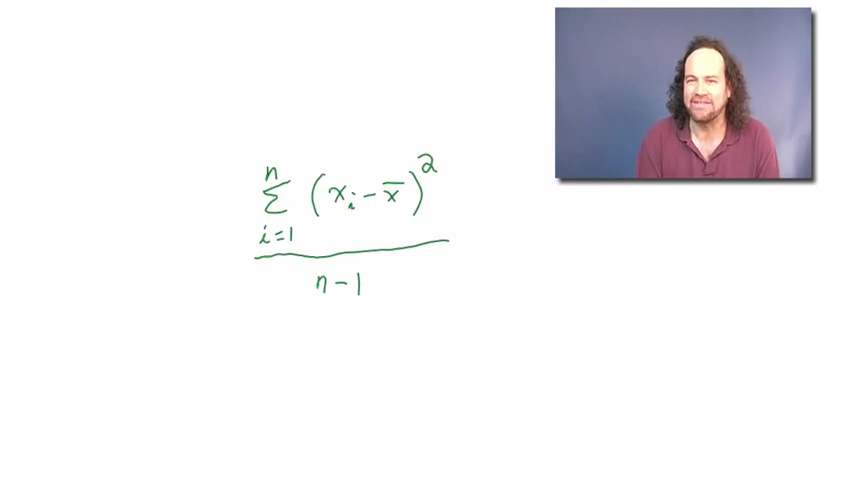 n
Σ (xᵢ - x̄)²
i=1
n-1